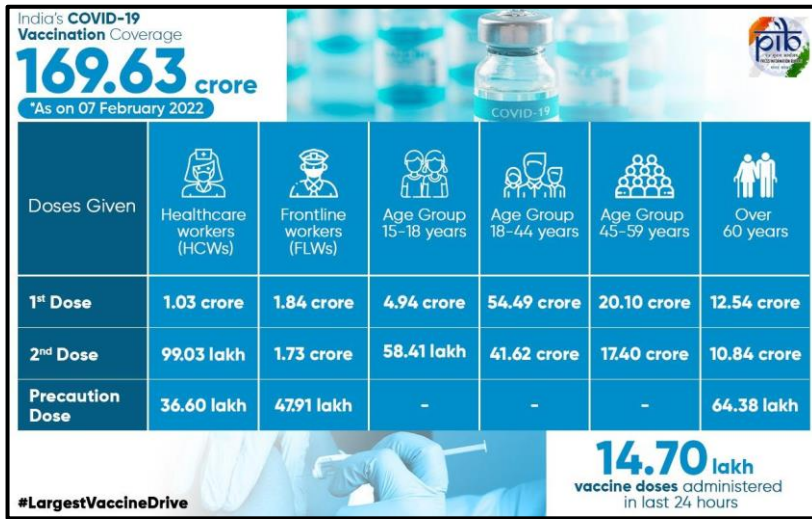 India's COVID-19
Vaccination Coverage
169.63 crore
*As on 07 February 2022
pib
COVID-19
Doses Given
Healthcare
workers
(HCWs)
Frontline
workers
(FLWs)
Age Group
15-18 years
Age Group
18-44 years
Age Group
45-59 years
Over
60 years
1st Dose 1.03 crore 1.84 crore 4.94 crore 54.49 crore 20.10 crore 12.54 crore
2nd Dose 99.03 lakh 1.73 crore 58.41 lakh 41.62 crore 17.40 crore 10.84 crore
Precaution
Dose 36.60 lakh 47.91 lakh - - - 64.38 lakh
#LargestVaccineDrive
14.70 lakh
vaccine doses administered
in last 24 hours